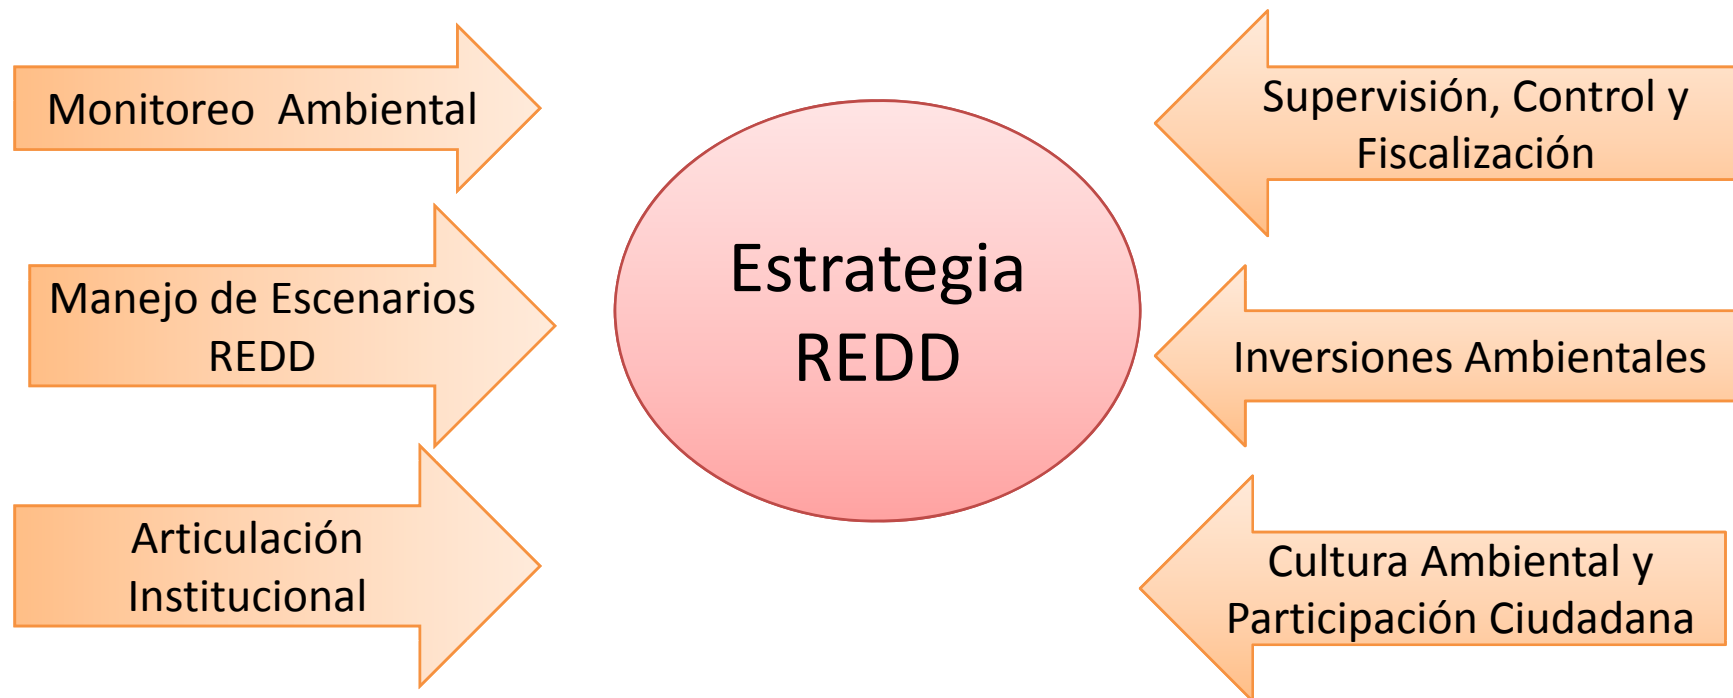 Monitoreo  Ambiental
Manejo de Escenarios
REDD
Articulación
Institucional
Estrategia
REDD
Supervisión, Control y
Fiscalización
Inversiones Ambientales
Cultura Ambiental y
Participación Ciudadana